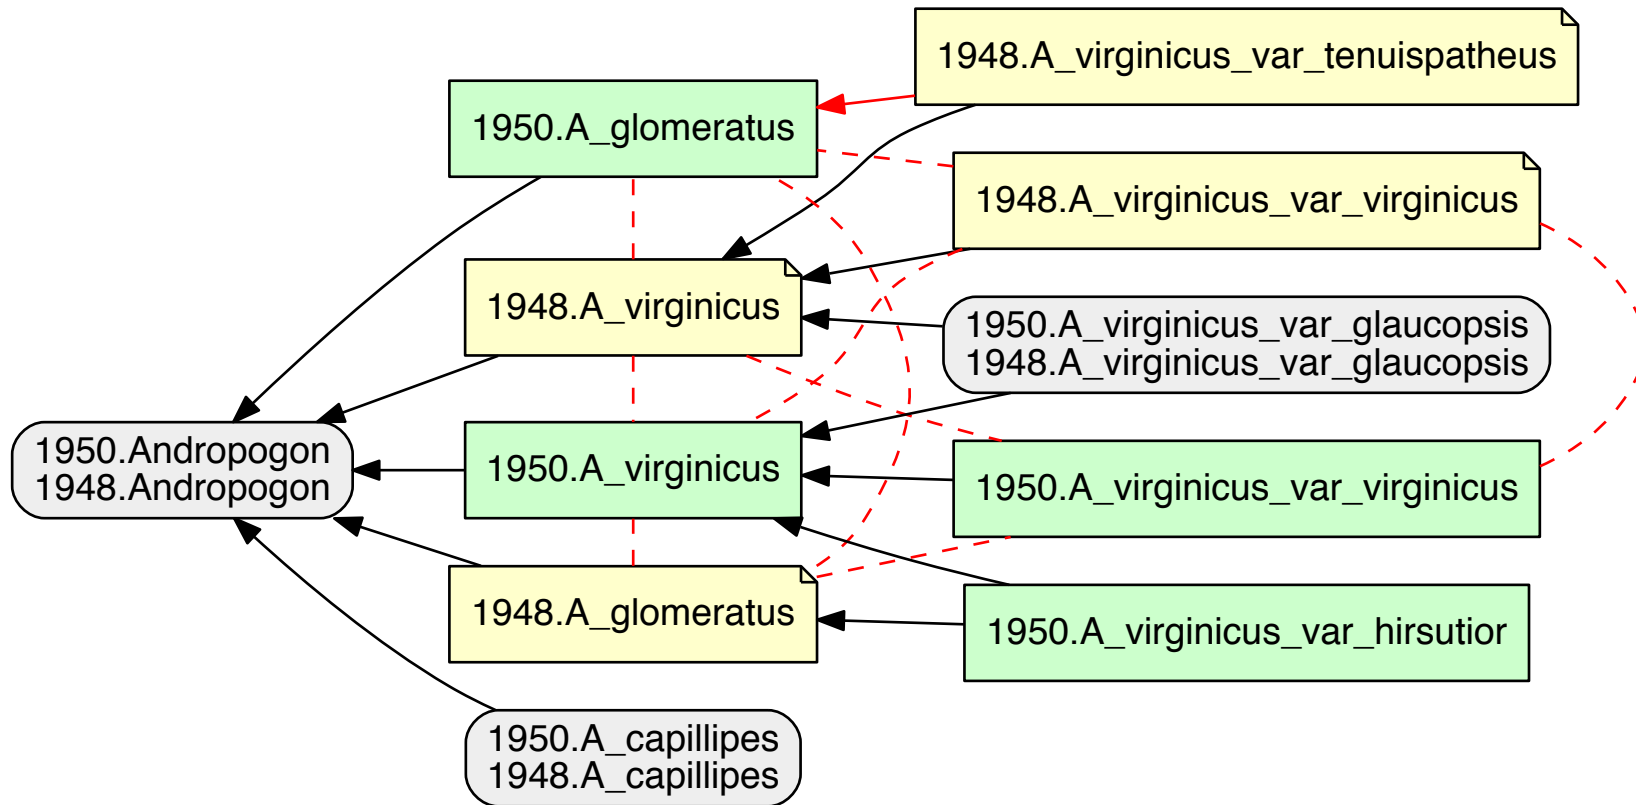 1948.A_virginicus_var_tenuispatheus
1950.A_glomeratus
1948.A_virginicus_var_virginicus
1948.A_virginicus
1950.A_virginicus_var_glaucopsis
1948.A_virginicus_var_glaucopsis
1950.Andropogon
1948.Andropogon
1950.A_virginicus
1950.A_virginicus_var_virginicus
1948.A_glomeratus
1950.A_virginicus_var_hirsutior
1950.A_capillipes
1948.A_capillipes